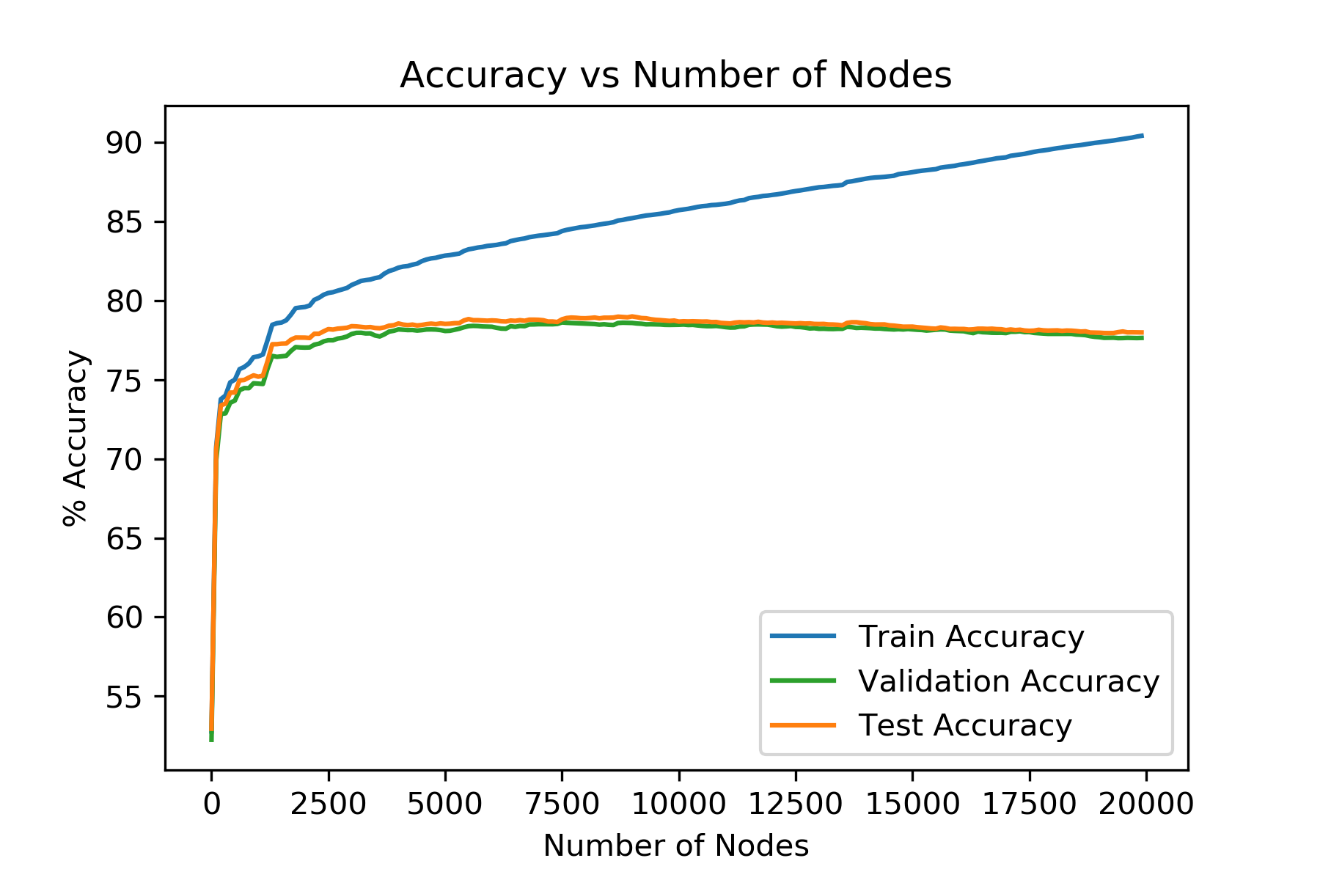 Accuracy vs Number of Nodes
90
85
80
75
70
65
60
55
% Accuracy
Train Accuracy
Validation Accuracy
Test Accuracy
0 2500 5000 7500 10000 12500 15000 17500 20000
Number of Nodes